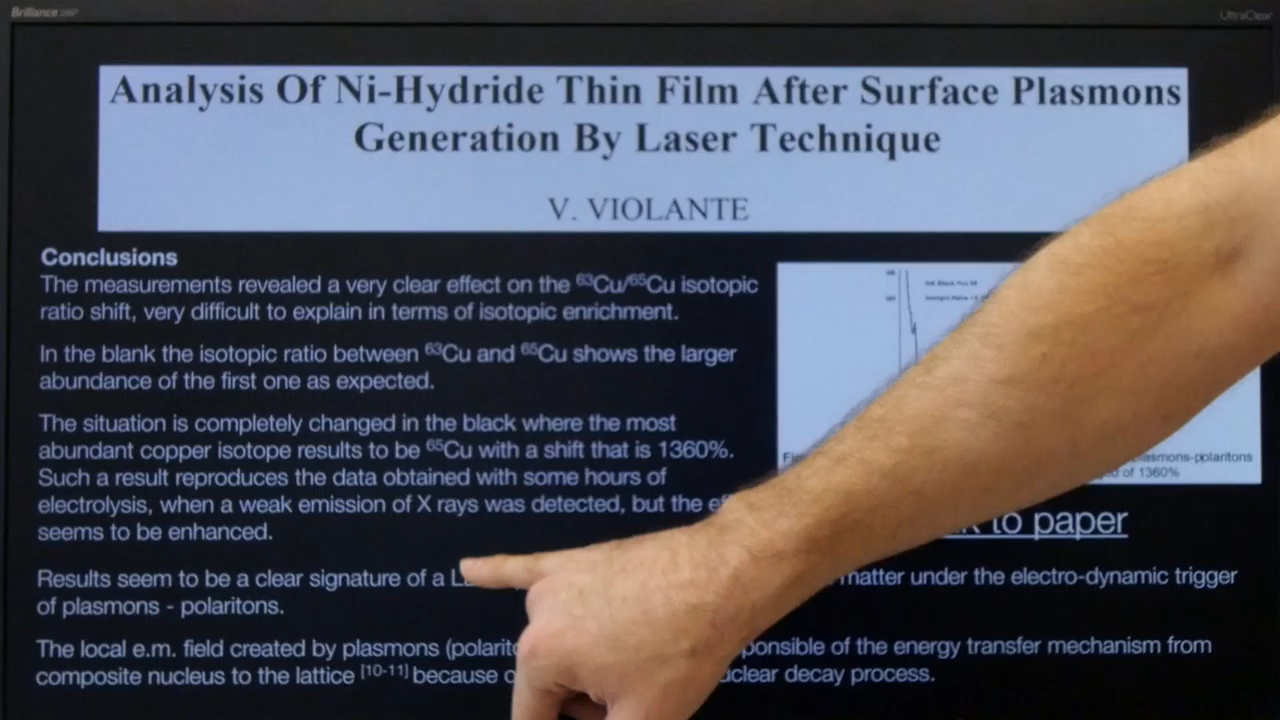 Brilliance
UltraClear
Analysis Of Ni-Hydride Thin Film After Surface Plasmons
Generation By Laser Technique
V. VIOLANTE
Conclusions
The measurements revealed a very clear effect on the ⁶³Cu/⁶⁵Cu isotopic
ratio shift, very difficult to explain in terms of isotopic enrichment.
In the blank the isotopic ratio between ⁶³Cu and ⁶⁵Cu shows the larger
abundance of the first one as expected.
The situation is completely changed in the black where the most
abundant copper isotope results to be ⁶⁵Cu with a shift that is 1360%.
Such a result reproduces the data obtained with some hours of
electrolysis, when a weak emission of X rays was detected, but the
seems to be enhanced.
plasmons-polaritons
of 1360%
to paper
Results seem to be a clear signature of a matter under the electro-dynamic trigger
of plasmons - polaritons.
The local e.m. field created by plasmons of the energy transfer mechanism from
composite nucleus to the lattice [10-11] because decay process.